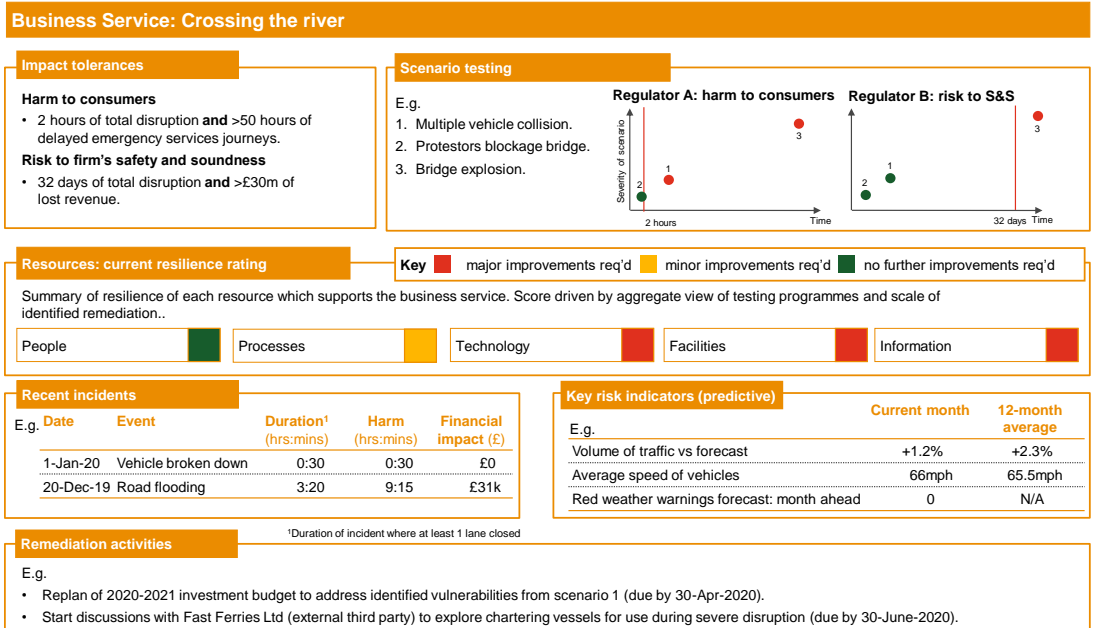 Business Service: Crossing the river
Impact tolerances
Harm to consumers
• 2 hours of total disruption and >50 hours of
delayed emergency services journeys.
Risk to firm's safety and soundness
• 32 days of total disruption and >£30m of
lost revenue.
Scenario testing
E.g.
1. Multiple vehicle collision.
2. Protestors blockage bridge.
3. Bridge explosion.
Regulator A: harm to consumers
Severity of scenario
2
1
3
2 hours
Time
Regulator B: risk to S&S
2
1
3
32 days
Time
Resources: current resilience rating
Key major improvements req'd minor improvements req'd no further improvements req'd
Summary of resilience of each resource which supports the business service. Score driven by aggregate view of testing programmes and scale of
identified remediation..
People
Processes
Technology
Facilities
Information
Recent incidents
E.g. Date Event Duration¹ Harm Financial
(hrs:mins) (hrs:mins) impact (£)
1-Jan-20 Vehicle broken down 0:30 0:30 £0
20-Dec-19 Road flooding 3:20 9:15 £31k
¹Duration of incident where at least 1 lane closed
Key risk indicators (predictive)
E.g.
Current month 12-month
average
Volume of traffic vs forecast +1.2% +2.3%
Average speed of vehicles 66mph 65.5mph
Red weather warnings forecast: month ahead 0 N/A
Remediation activities
E.g.
• Replan of 2020-2021 investment budget to address identified vulnerabilities from scenario 1 (due by 30-Apr-2020).
• Start discussions with Fast Ferries Ltd (external third party) to explore chartering vessels for use during severe disruption (due by 30-June-2020).